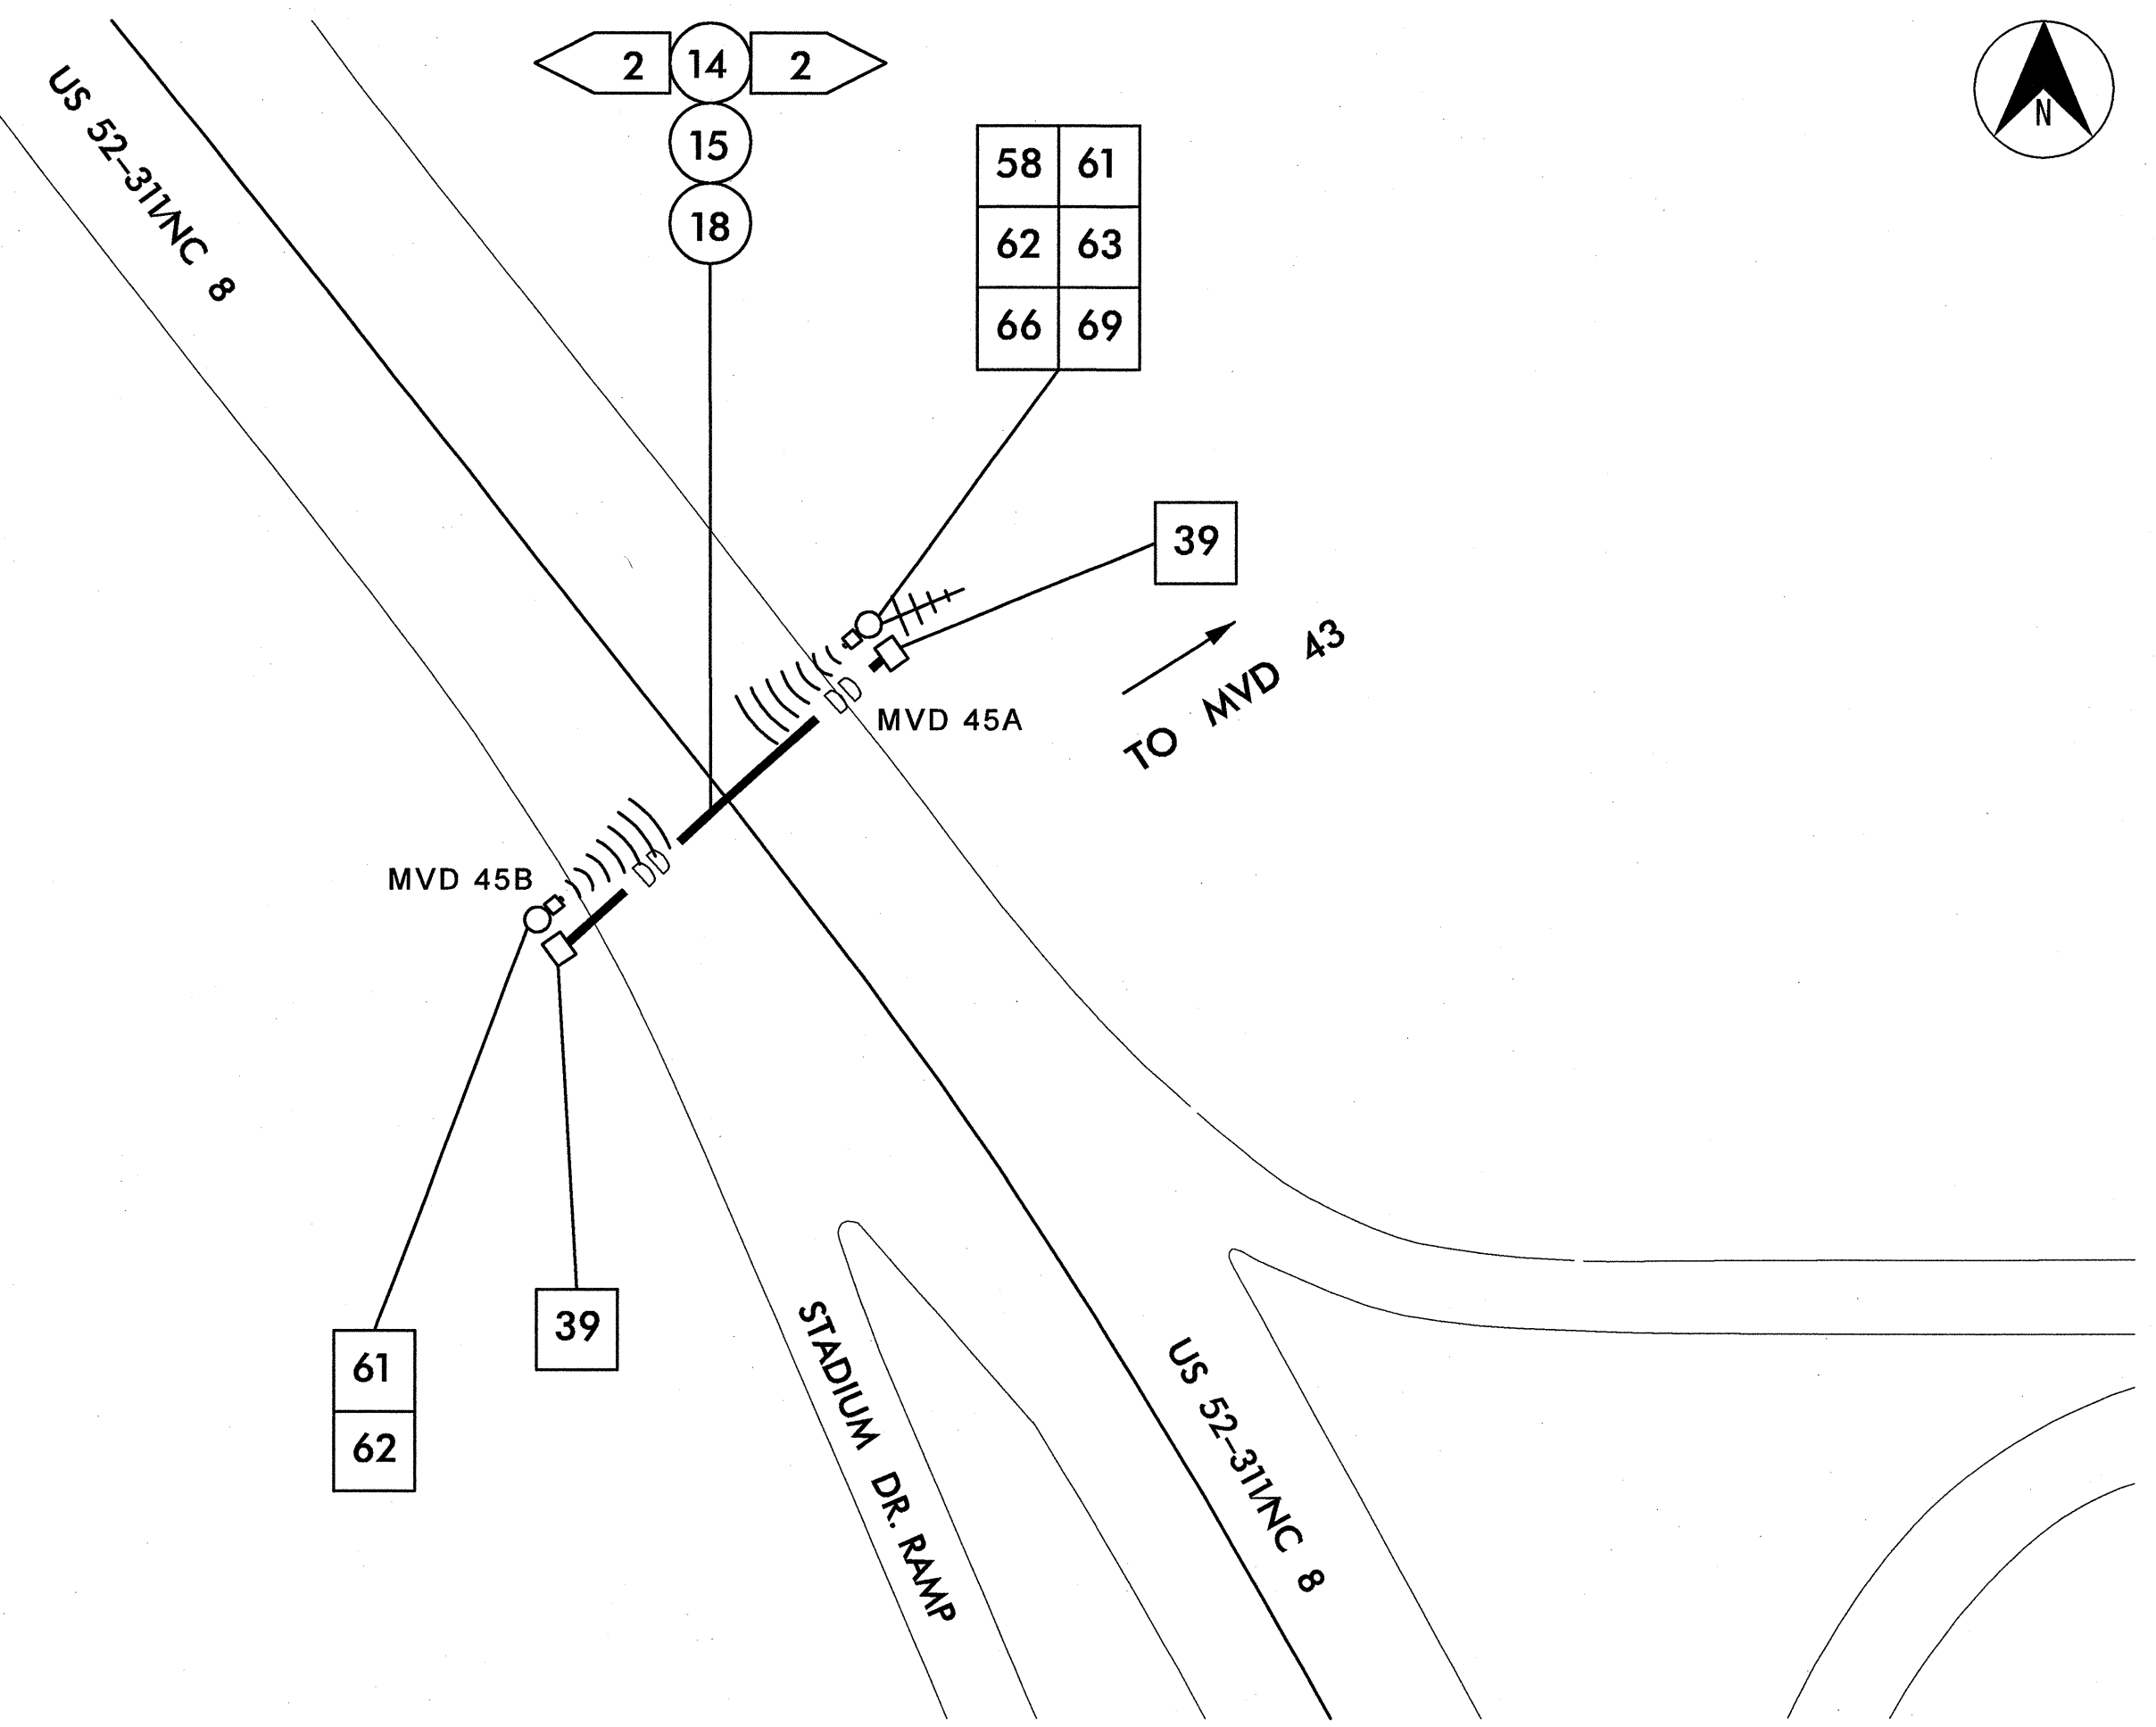 2 14 2
15
18
N
US 52-311/NC 8
58 61
62 63
66 69
39
TO MVD 43
MVD 45A
MVD 45B
39
61
62
STADIUM DR. RAMP
US 52-311/NC 8